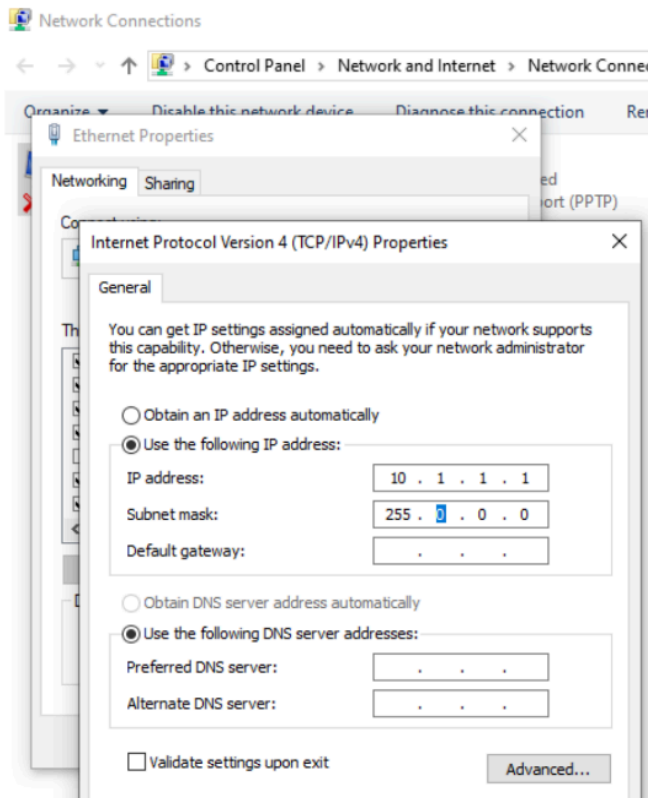 Network Connections
Control Panel > Network and Internet > Network Connec
Organize Disable this network device Diagnose this connection Re
Ethernet Properties
ed
Networking Sharing
ort (PPTP)
Internet Protocol Version 4 (TCP/IPv4) Properties
General
Th
You can get IP settings assigned automatically if your network supports
this capability. Otherwise, you need to ask your network administrator
for the appropriate IP settings.
Obtain an IP address automatically
Use the following IP address:
IP address: 10 . 1 . 1 . 1
Subnet mask: 255 . 0 . 0 . 0
Default gateway: . . .
Obtain DNS server address automatically
Use the following DNS server addresses:
Preferred DNS server: . . .
Alternate DNS server: . . .
Validate settings upon exit
Advanced...